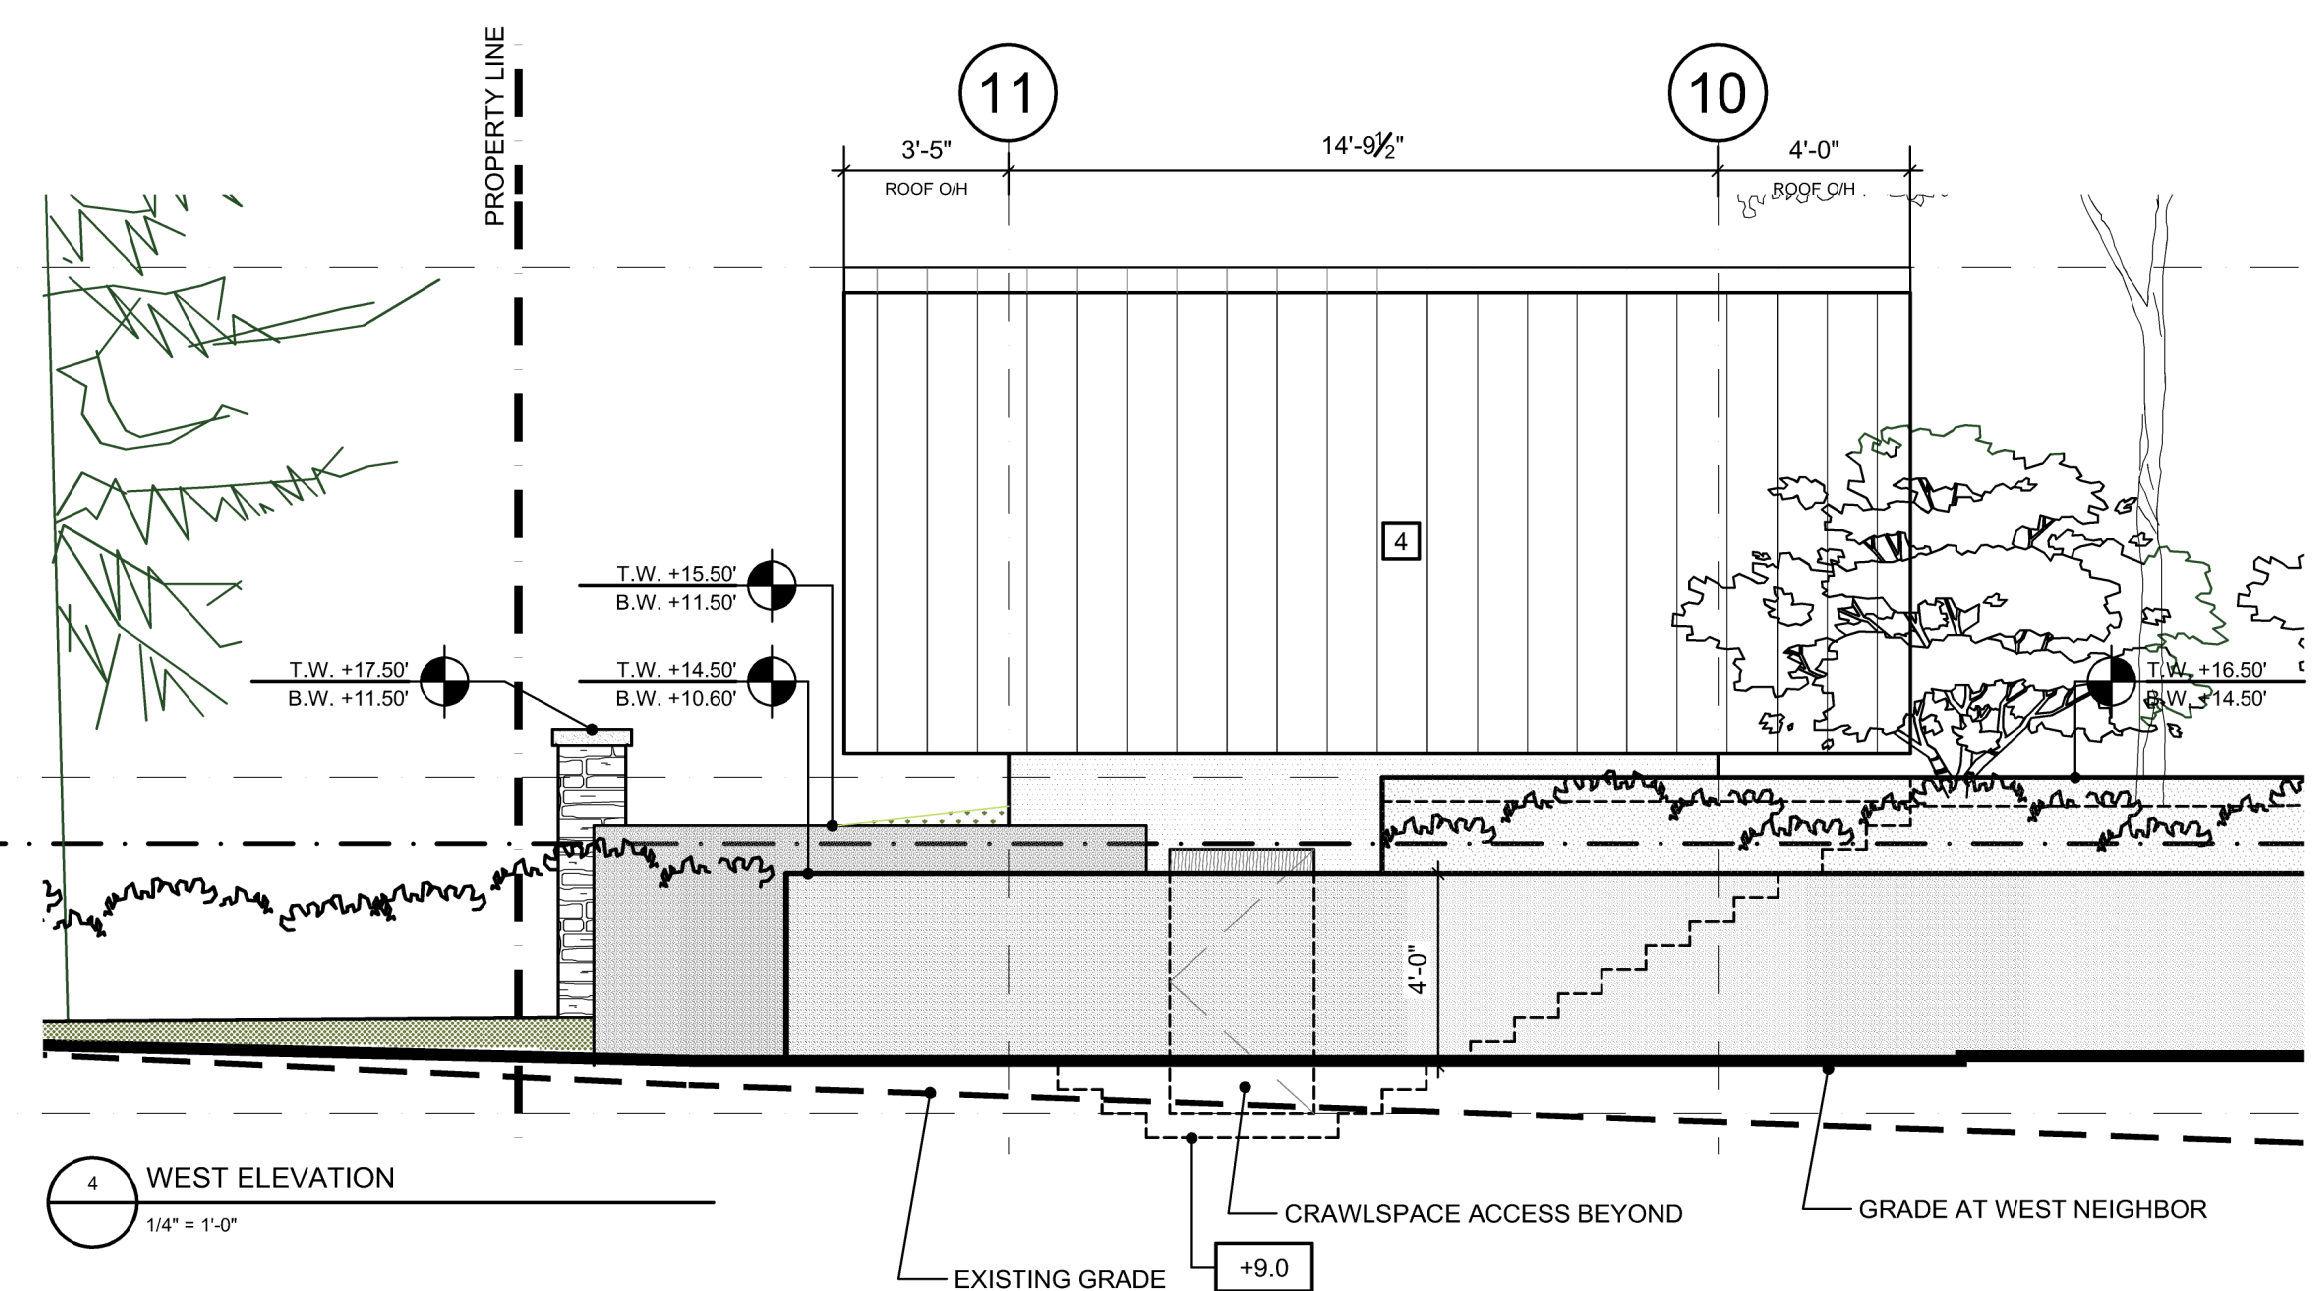 PROPERTY LINE
11
10
3'-5"
14'-9½"
4'-0"
ROOF O/H
ROOF O/H
4
T.W. +15.50'
B.W. +11.50'
T.W. +17.50'
B.W. +11.50'
T.W. +14.50'
B.W. +10.60'
T.W. +16.50'
B.W. +14.50'
4'-0"
4
WEST ELEVATION
1/4" = 1'-0"
CRAWLSPACE ACCESS BEYOND
GRADE AT WEST NEIGHBOR
+9.0
EXISTING GRADE